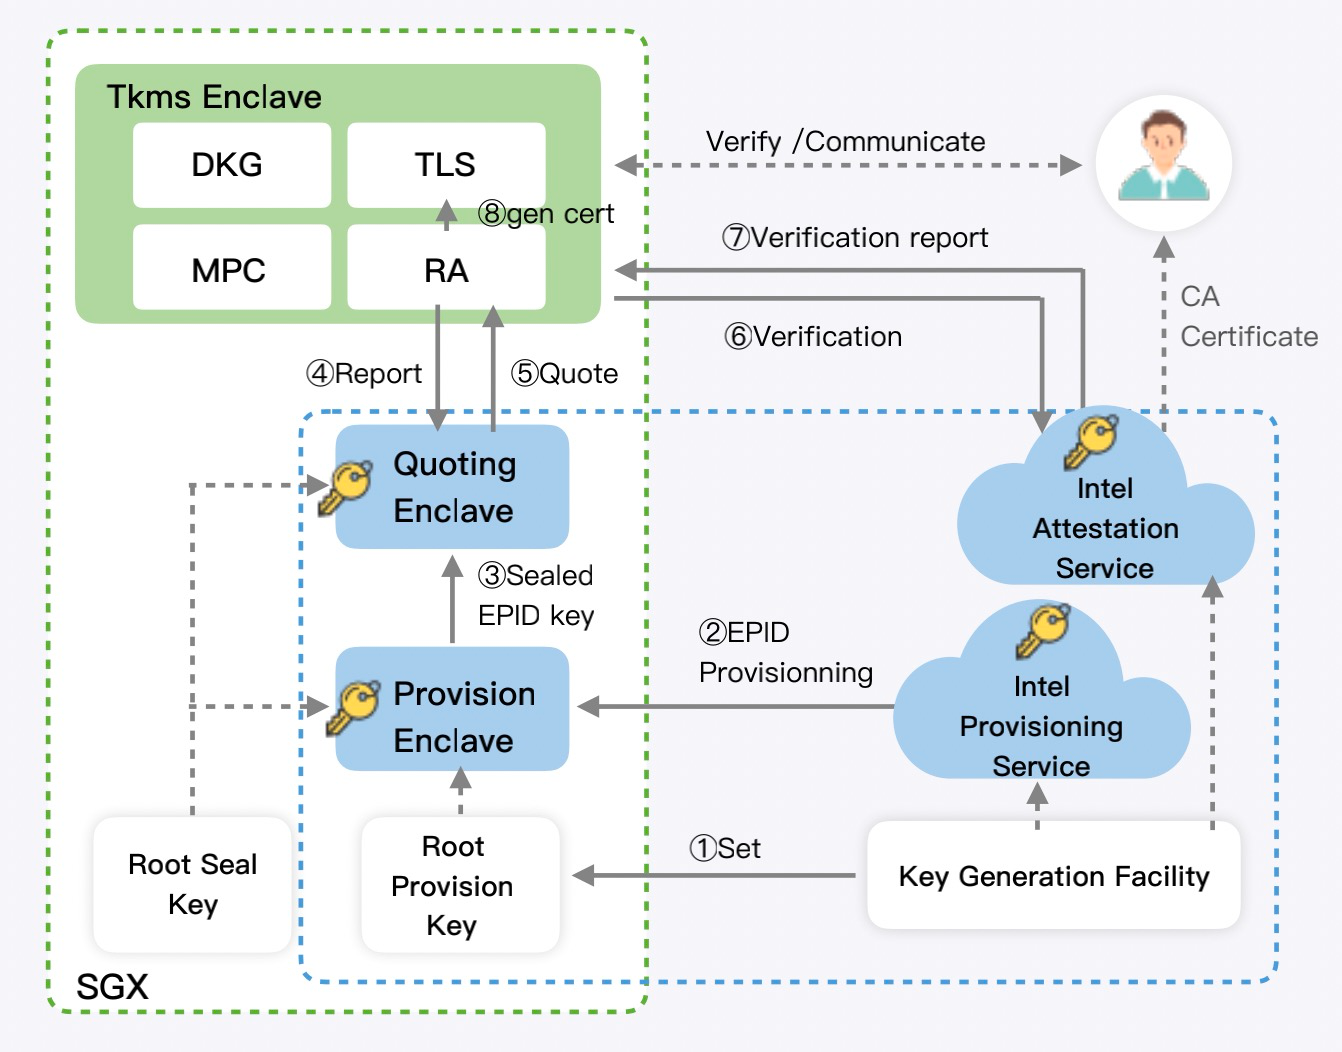 Tkms Enclave
DKG
TLS
⑧gen cert
MPC
RA
Verify /Communicate
⑦Verification report
⑥Verification
CA
Certificate
④Report
⑤Quote
Quoting
Enclave
Intel
Attestation
Service
③Sealed
EPID key
②EPID
Provisionning
Provision
Enclave
Intel
Provisioning
Service
Root Seal
Key
Root
Provision
Key
①Set
Key Generation Facility
SGX